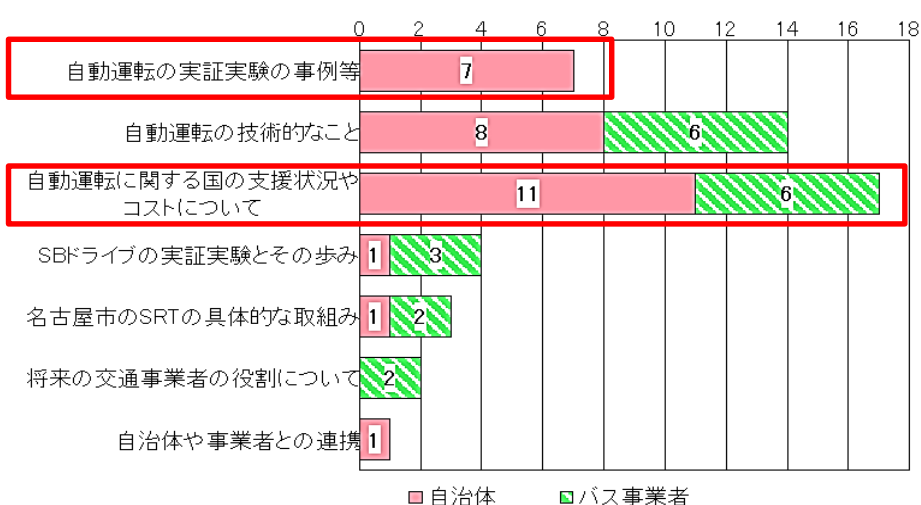 0 2 4 6 8 10 12 14 16 18
自動運転の実証実験の事例等 7
自動運転の技術的なこと 8 6
自動運転に関する国の支援状況や
コストについて 11 6
SBドライブの実証実験とその歩み 1 3
名古屋市のSRTの具体的な取組み 1 2
将来の交通事業者の役割について 2
自治体や事業者との連携 1
自治体 バス事業者